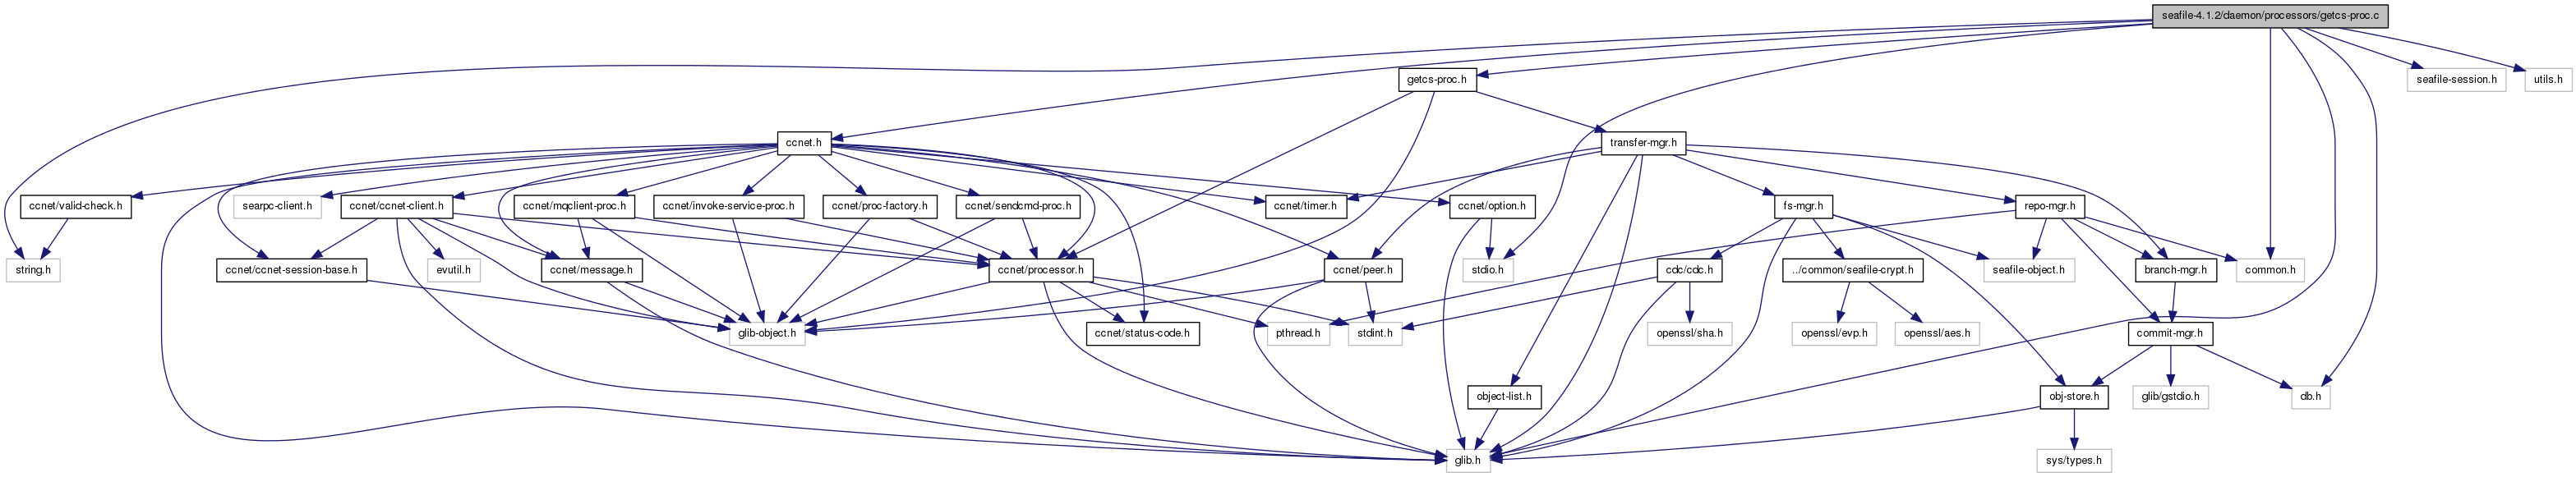 seafile-4.1.2/daemon/processors/getcs-proc.c
getcs-proc.h
seafile-session.h
utils.h
ccnet.h
transfer-mgr.h
ccnet/valid-check.h
searpc-client.h
ccnet/ccnet-client.h
ccnet/mqclient-proc.h
ccnet/invoke-service-proc.h
ccnet/proc-factory.h
ccnet/sendcmd-proc.h
ccnet/timer.h
ccnet/option.h
fs-mgr.h
repo-mgr.h
string.h
ccnet/ccnet-session-base.h
evutil.h
ccnet/message.h
ccnet/processor.h
ccnet/peer.h
stdio.h
cdc/cdc.h
../common/seafile-crypt.h
seafile-object.h
branch-mgr.h
common.h
glib-object.h
ccnet/status-code.h
pthread.h
stdint.h
openssl/sha.h
openssl/evp.h
openssl/aes.h
commit-mgr.h
object-list.h
obj-store.h
glib/gstdio.h
db.h
glib.h
sys/types.h